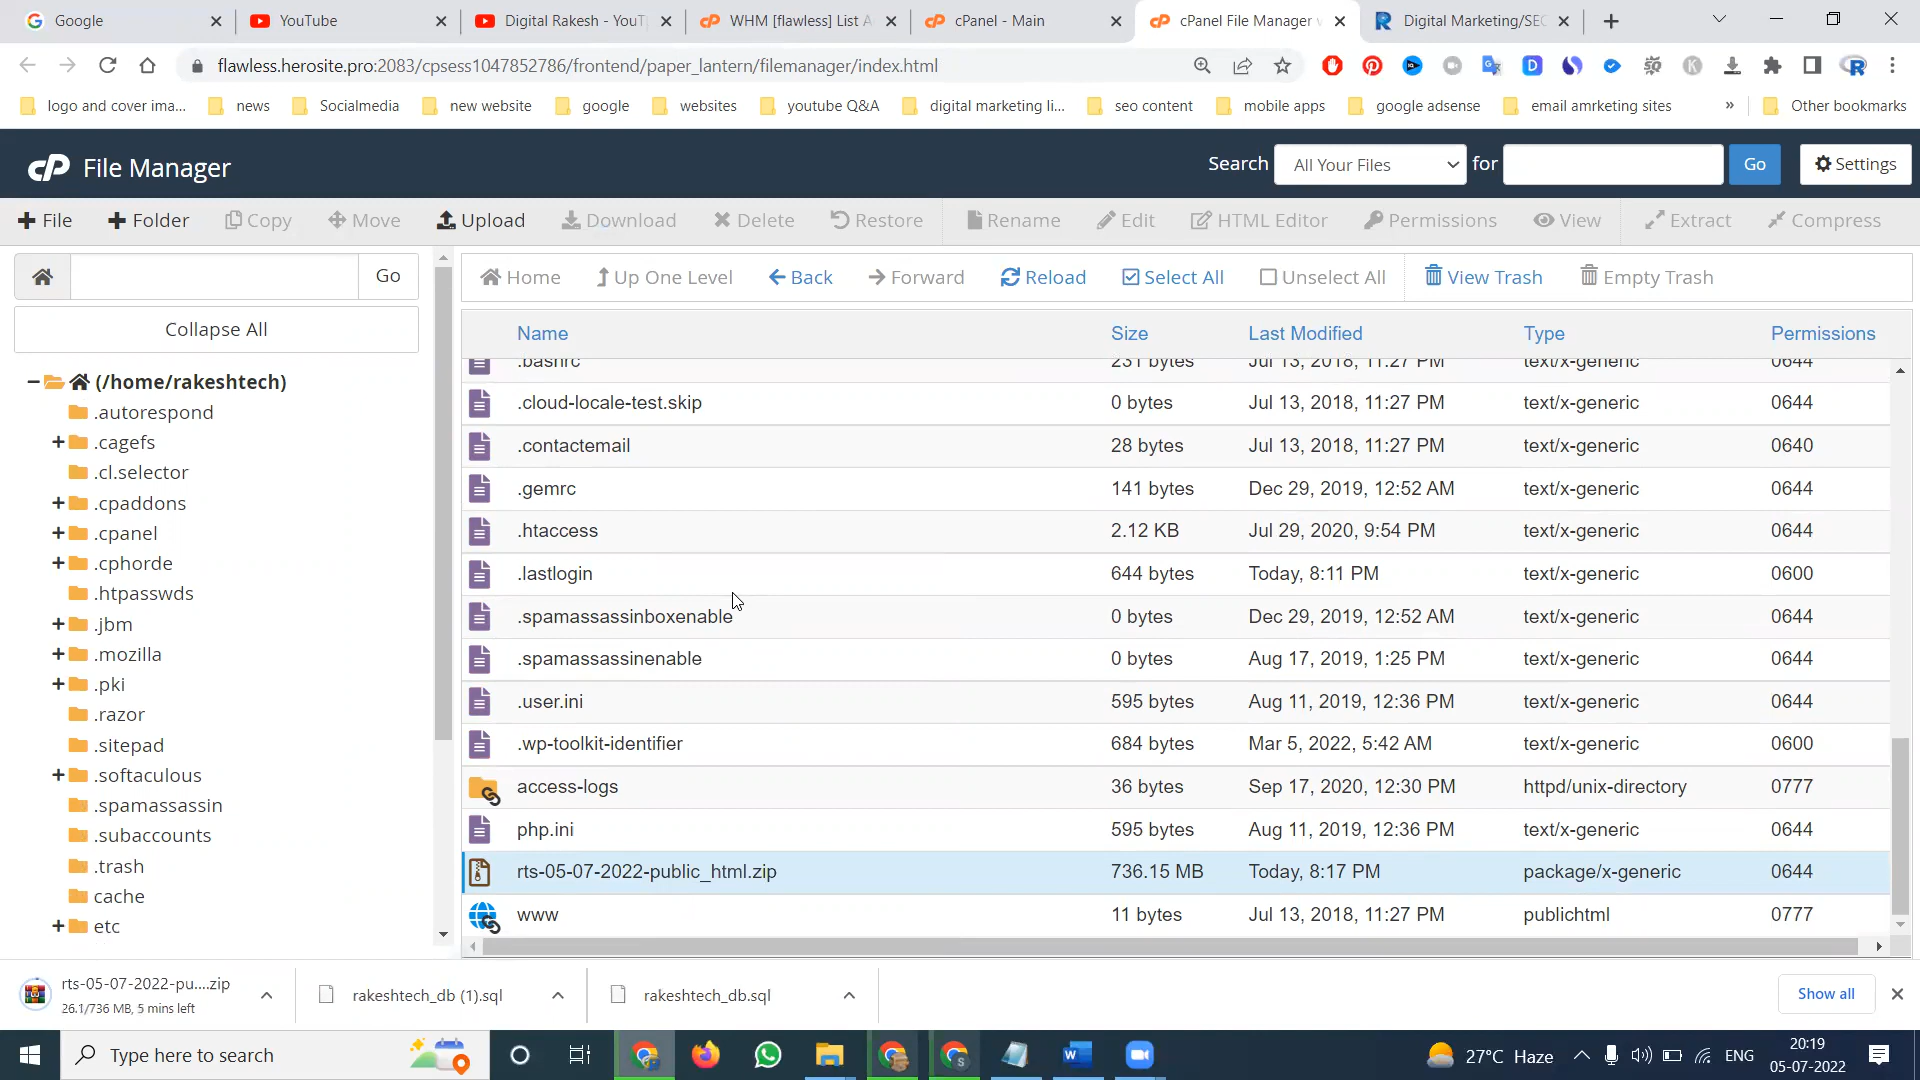 Google
YouTube
Digital Rakesh - YouT
WHM [flawless] List A
cPanel - Main
cPanel File Manager v
Digital Marketing/SEO
flawless.herosite.pro:2083/cpsess1047852786/frontend/paper_lantern/filemanager/index.html
logo and cover ima...
news
Socialmedia
new website
google
websites
youtube Q&A
digital marketing li...
seo content
mobile apps
google adsense
email amrketing sites
»
Other bookmarks
cP File Manager
Search All Your Files for Go Settings
File Folder Copy Move Upload Download Delete Restore Rename Edit HTML Editor Permissions View Extract Compress
Go
Home Up One Level Back Forward Reload Select All Unselect All View Trash Empty Trash
Collapse All
(/home/rakeshtech)
.autorespond
.cagefs
.cl.selector
.cpaddons
.cpanel
.cphorde
.htpasswds
.jbm
.mozilla
.pki
.razor
.sitepad
.softaculous
.spamassassin
.subaccounts
.trash
cache
etc
Name Size Last Modified Type Permissions
.bashrc 231 bytes Jul 13, 2018, 11:27 PM text/x-generic 0644
.cloud-locale-test.skip 0 bytes Jul 13, 2018, 11:27 PM text/x-generic 0644
.contactemail 28 bytes Jul 13, 2018, 11:27 PM text/x-generic 0640
.gemrc 141 bytes Dec 29, 2019, 12:52 AM text/x-generic 0644
.htaccess 2.12 KB Jul 29, 2020, 9:54 PM text/x-generic 0644
.lastlogin 644 bytes Today, 8:11 PM text/x-generic 0600
.spamassassinboxenable 0 bytes Dec 29, 2019, 12:52 AM text/x-generic 0644
.spamassassinenable 0 bytes Aug 17, 2019, 1:25 PM text/x-generic 0644
.user.ini 595 bytes Aug 11, 2019, 12:36 PM text/x-generic 0644
.wp-toolkit-identifier 684 bytes Mar 5, 2022, 5:42 AM text/x-generic 0600
access-logs 36 bytes Sep 17, 2020, 12:30 PM httpd/unix-directory 0777
php.ini 595 bytes Aug 11, 2019, 12:36 PM text/x-generic 0644
rts-05-07-2022-public_html.zip 736.15 MB Today, 8:17 PM package/x-generic 0644
www 11 bytes Jul 13, 2018, 11:27 PM publichtml 0777
rts-05-07-2022-pu....zip
26.1/736 MB, 5 mins left
rakeshtech_db (1).sql
rakeshtech_db.sql
Show all
Type here to search
27°C Haze
ENG
20:19
05-07-2022